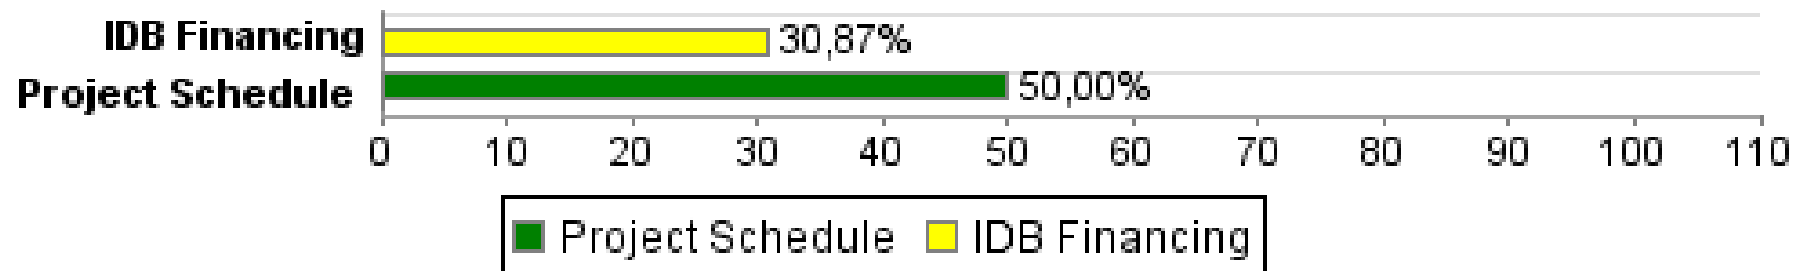 IDB Financing 30,87%
Project Schedule 50,00%
0 10 20 30 40 50 60 70 80 90 100 110
Project Schedule IDB Financing